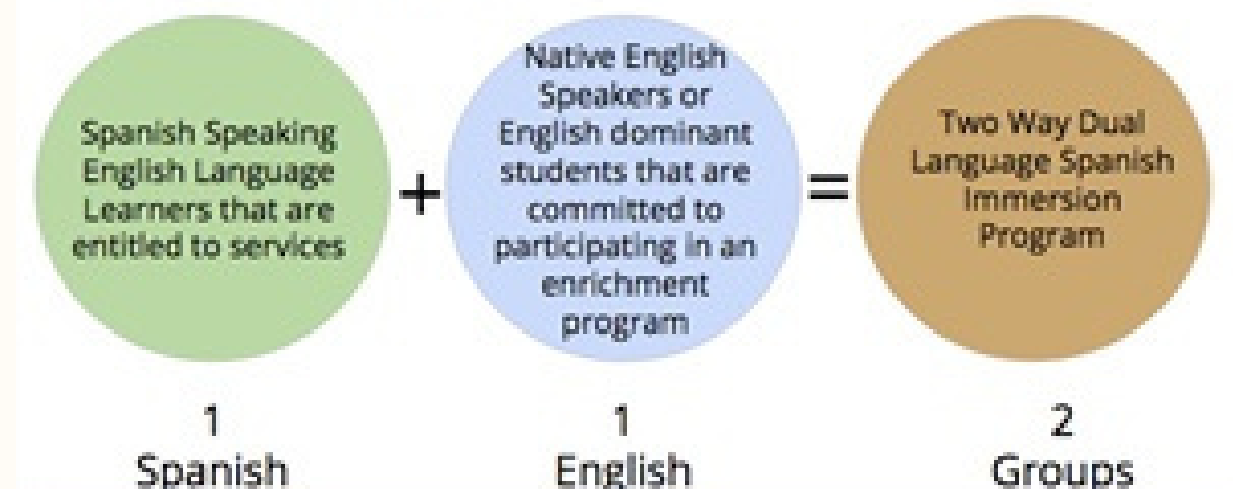 Spanish Speaking
English Language
Learners that are
entitled to services
+
Native English
Speakers or
English dominant
students that are
committed to
participating in an
enrichment
program
=
Two Way Dual
Language Spanish
Immersion
Program
1
Spanish
1
English
2
Groups